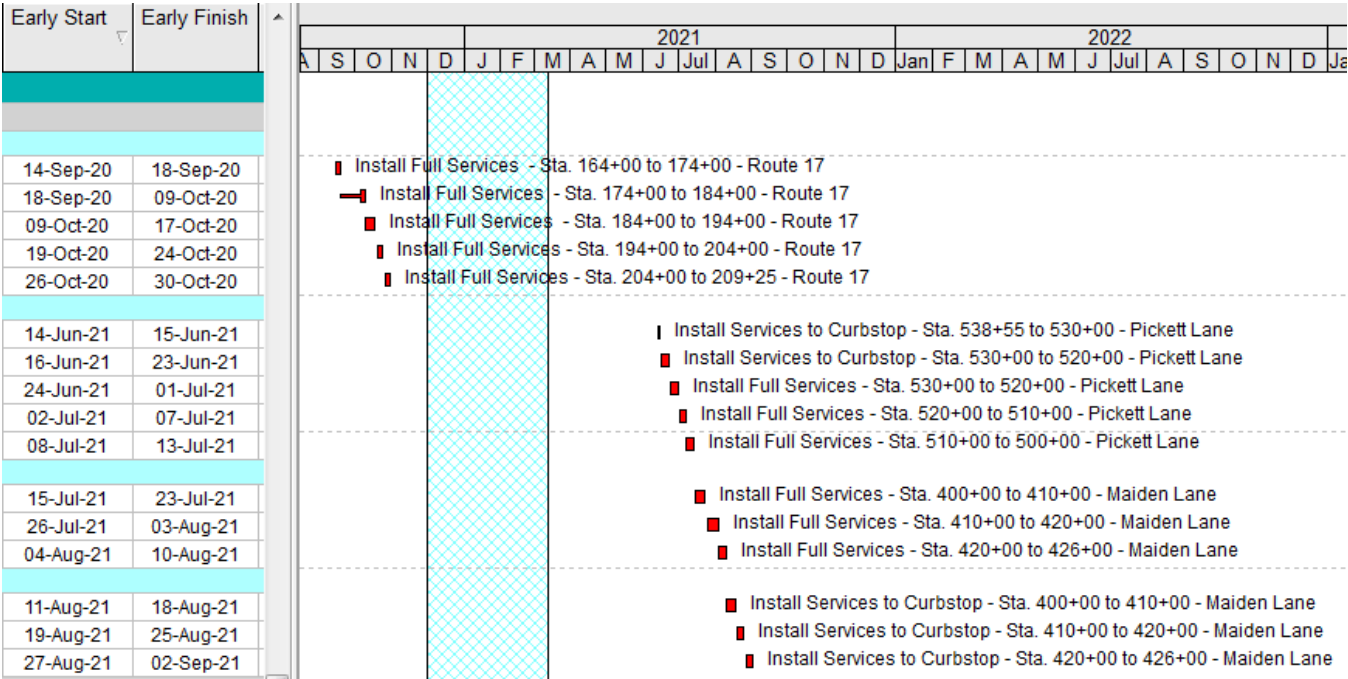 Early Start Early Finish
2021 2022
A S O N D J F M A M J Jul A S O N D Jan F M A M J Jul A S O N D Ja
14-Sep-20 18-Sep-20 Install Full Services - Sta. 164+00 to 174+00 - Route 17
18-Sep-20 09-Oct-20 Install Full Services - Sta. 174+00 to 184+00 - Route 17
09-Oct-20 17-Oct-20 Install Full Services - Sta. 184+00 to 194+00 - Route 17
19-Oct-20 24-Oct-20 Install Full Services - Sta. 194+00 to 204+00 - Route 17
26-Oct-20 30-Oct-20 Install Full Services - Sta. 204+00 to 209+25 - Route 17
14-Jun-21 15-Jun-21 Install Services to Curbstop - Sta. 538+55 to 530+00 - Pickett Lane
16-Jun-21 23-Jun-21 Install Services to Curbstop - Sta. 530+00 to 520+00 - Pickett Lane
24-Jun-21 01-Jul-21 Install Full Services - Sta. 530+00 to 520+00 - Pickett Lane
02-Jul-21 07-Jul-21 Install Full Services - Sta. 520+00 to 510+00 - Pickett Lane
08-Jul-21 13-Jul-21 Install Full Services - Sta. 510+00 to 500+00 - Pickett Lane
15-Jul-21 23-Jul-21 Install Full Services - Sta. 400+00 to 410+00 - Maiden Lane
26-Jul-21 03-Aug-21 Install Full Services - Sta. 410+00 to 420+00 - Maiden Lane
04-Aug-21 10-Aug-21 Install Full Services - Sta. 420+00 to 426+00 - Maiden Lane
11-Aug-21 18-Aug-21 Install Services to Curbstop - Sta. 400+00 to 410+00 - Maiden Lane
19-Aug-21 25-Aug-21 Install Services to Curbstop - Sta. 410+00 to 420+00 - Maiden Lane
27-Aug-21 02-Sep-21 Install Services to Curbstop - Sta. 420+00 to 426+00 - Maiden Lane